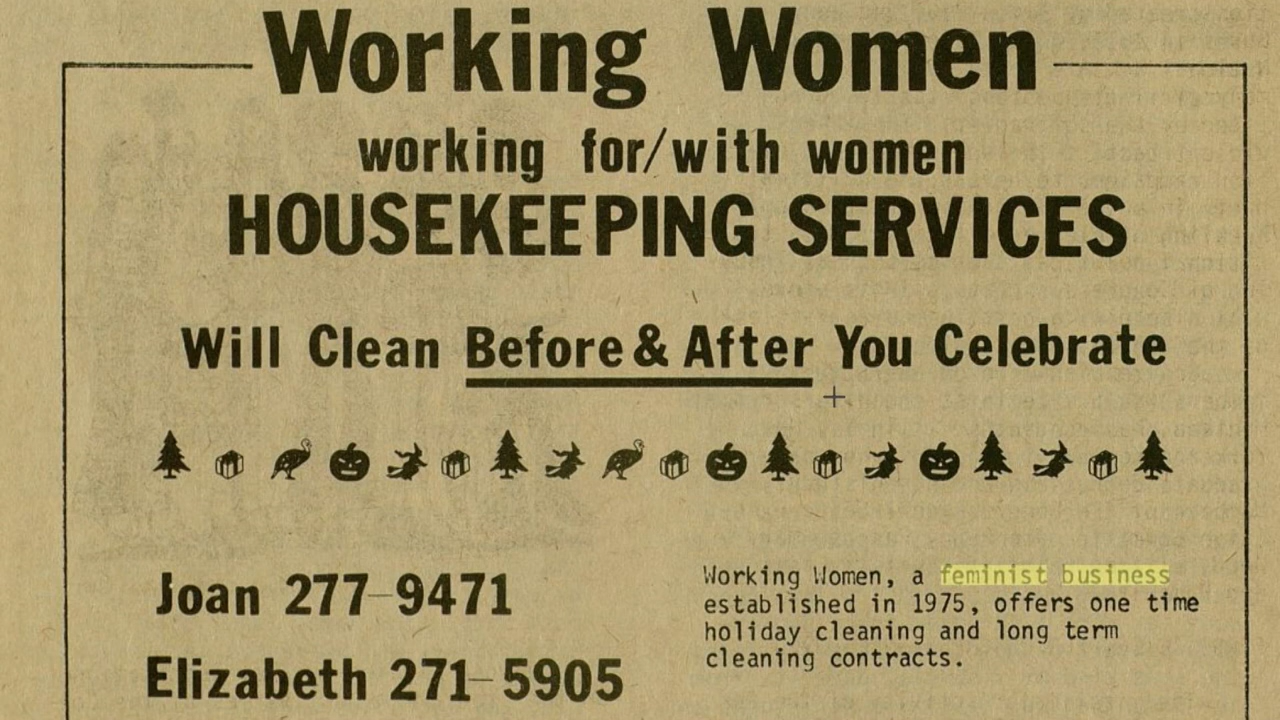 Working Women
working for/with women
HOUSEKEEPING SERVICES
Will Clean Before & After You Celebrate
Joan 277-9471
Elizabeth 271-5905
Working Women, a feminist business
established in 1975, offers one time
holiday cleaning and long term
cleaning contracts.